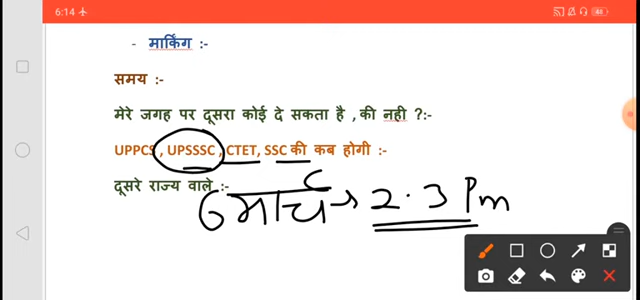 6:14
- मार्किंग :-
समय :-
मेरे जगह पर दूसरा कोई दे सकता है , की नही ?:-
UPPCS , UPSSSC , CTET, SSC की कब होगी :-
दूसरे राज्य वाले :-
6 मार्च → 2.3 Pm